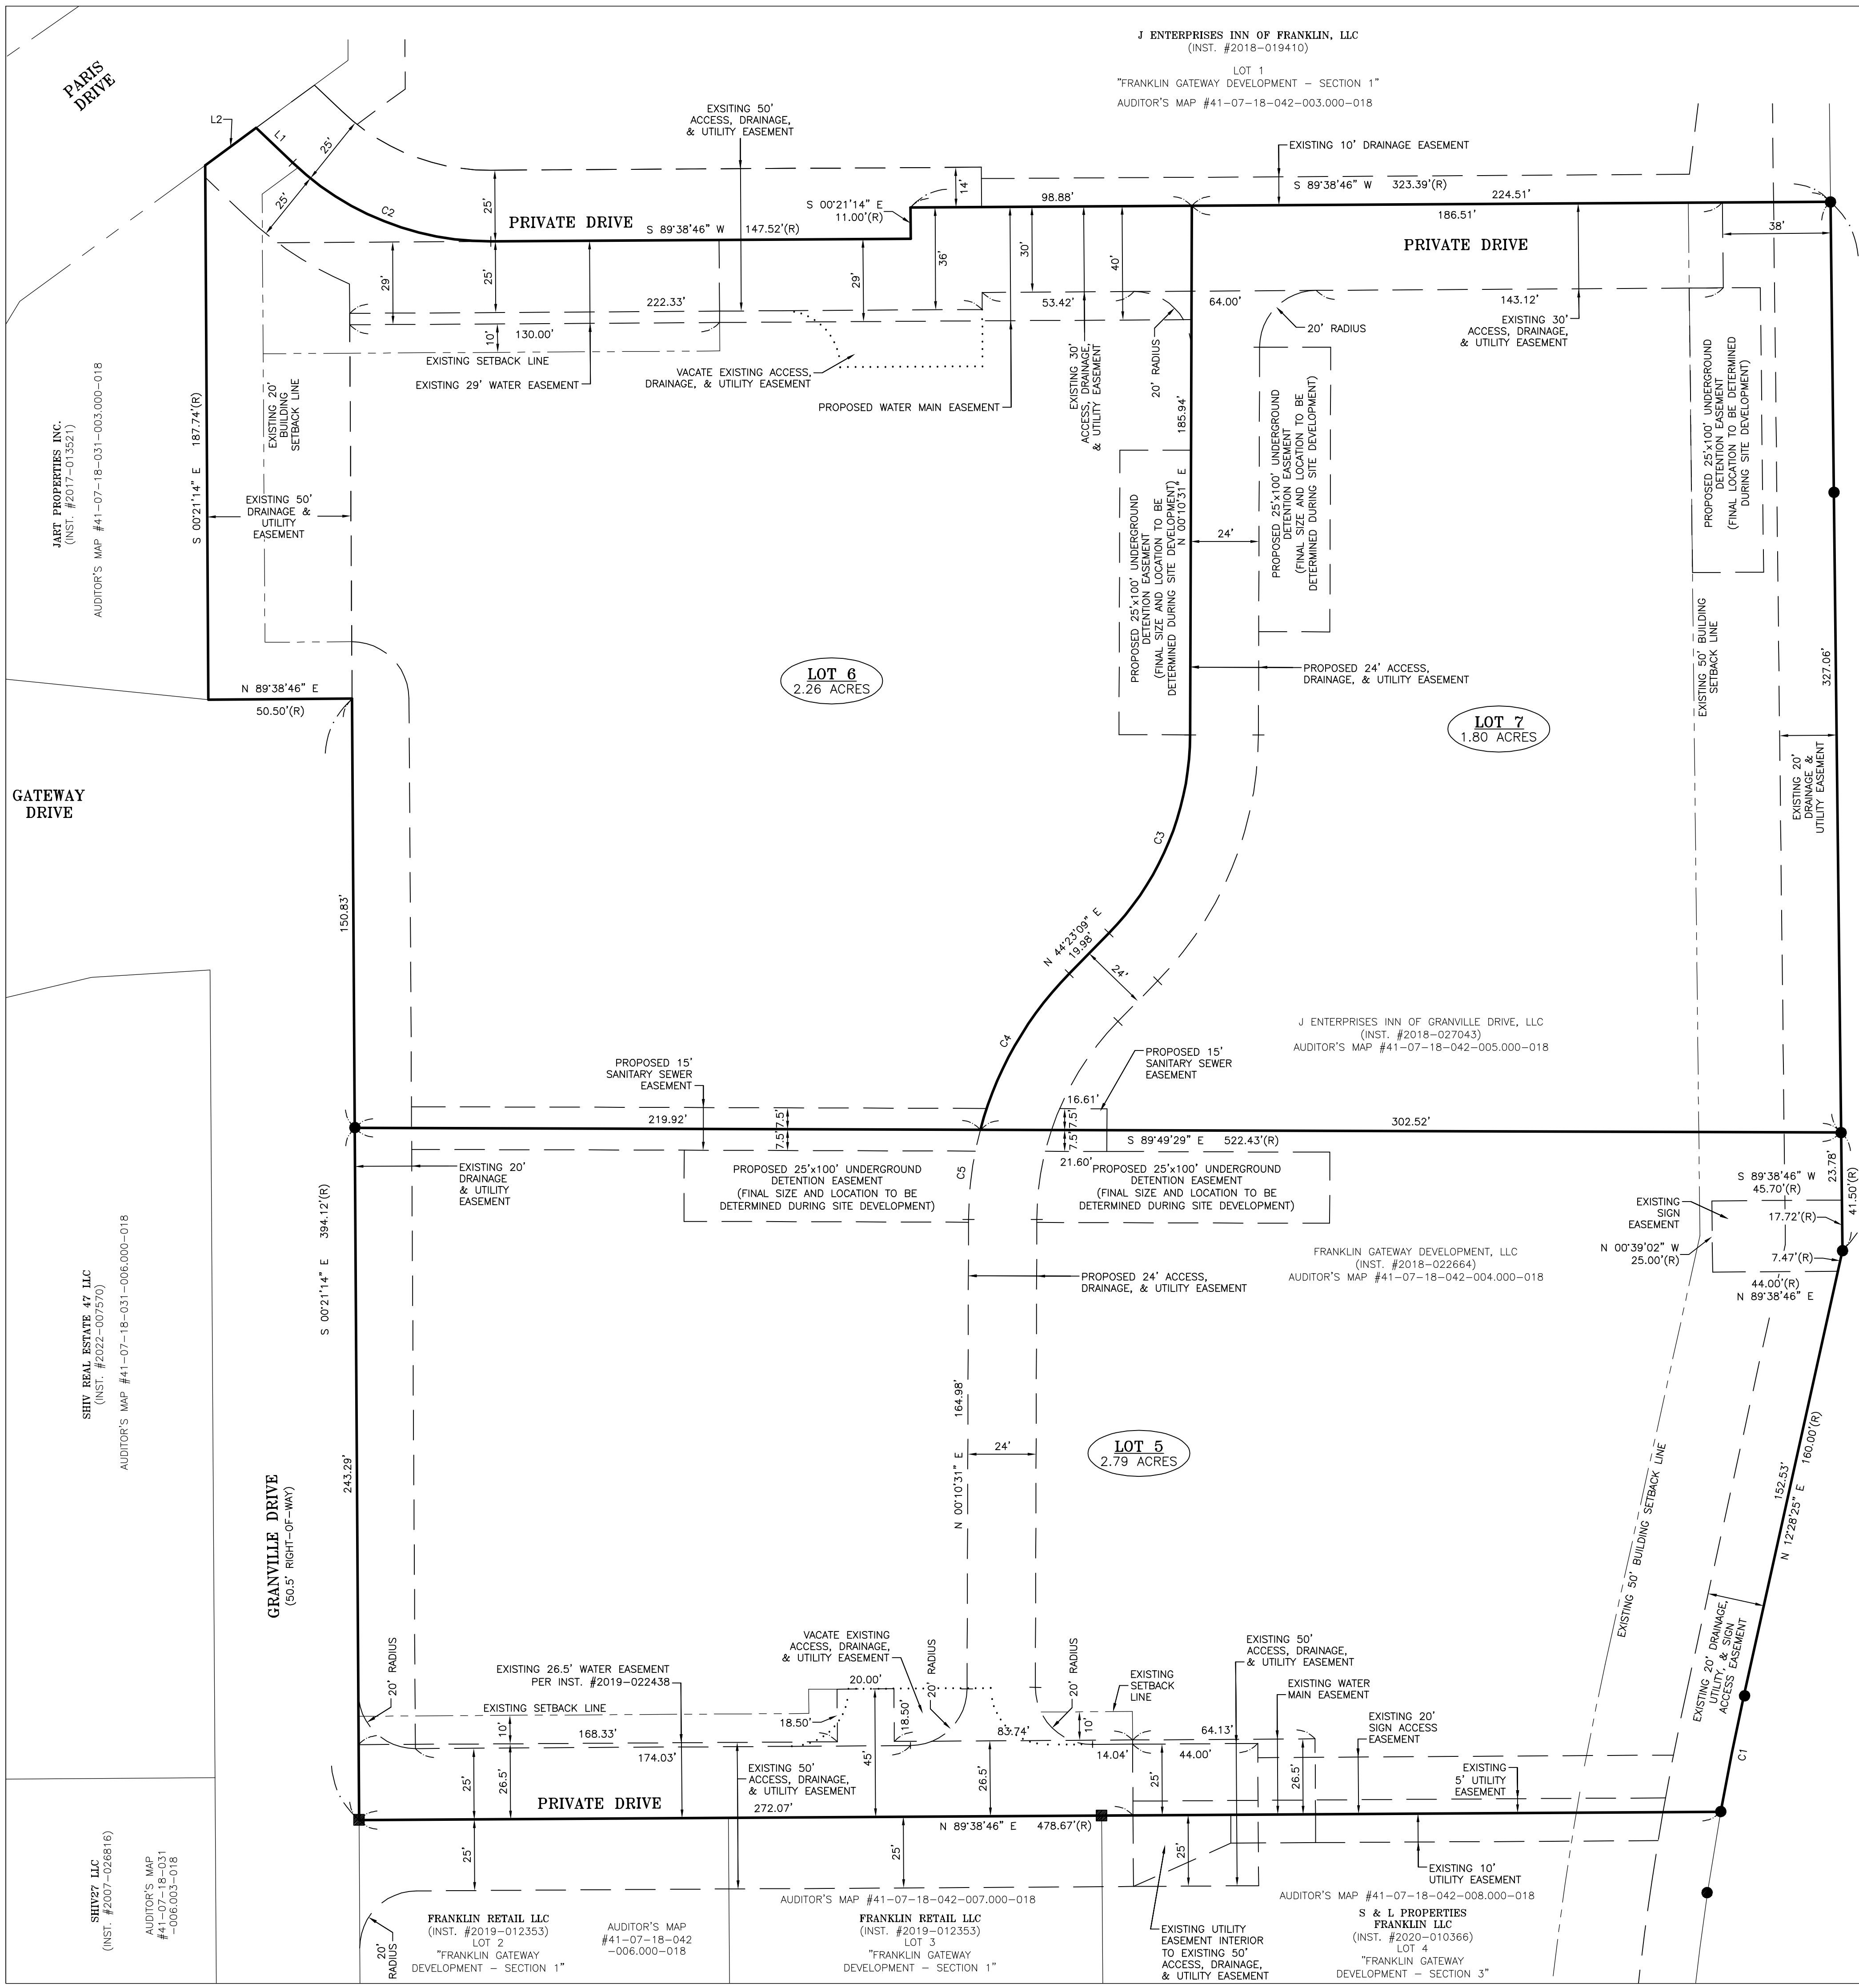 J ENTERPRISES INN OF FRANKLIN, LLC
(INST. #2018-019410)
LOT 1
"FRANKLIN GATEWAY DEVELOPMENT - SECTION 1"
AUDITOR'S MAP #41-07-18-042-003.000-018
PARIS
DRIVE
L2
L1
25'
25'
C2
EXSITING 50'
ACCESS, DRAINAGE,
& UTILITY EASEMENT
EXISTING 10' DRAINAGE EASEMENT
S 89°38'46" W 323.39'(R)
14'
25'
S 00°21'14" E
11.00'(R)
98.88'
224.51'
186.51'
38'
PRIVATE DRIVE
S 89°38'46" W 147.52'(R)
PRIVATE DRIVE
29'
25'
29'
36'
30'
40'
222.33'
53.42'
64.00'
143.12'
10'
130.00'
EXISTING SETBACK LINE
EXISTING 29' WATER EASEMENT
VACATE EXISTING ACCESS,
DRAINAGE, & UTILITY EASEMENT
PROPOSED WATER MAIN EASEMENT
EXISTING 30'
ACCESS, DRAINAGE,
& UTILITY EASEMENT
20' RADIUS
20' RADIUS
EXISTING 30'
ACCESS, DRAINAGE,
& UTILITY EASEMENT
185.94'
N 00°10'31" E
JART PROPERTIES INC.
(INST. #2017-013521)
AUDITOR'S MAP #41-07-18-031-003.000-018
S 00°21'14" E 187.74'(R)
EXISTING 20'
BUILDING
SETBACK LINE
EXISTING 50'
DRAINAGE &
UTILITY
EASEMENT
PROPOSED 25'x100' UNDERGROUND
DETENTION EASEMENT
(FINAL SIZE AND LOCATION TO BE
DETERMINED DURING SITE DEVELOPMENT)
24'
PROPOSED 25'x100' UNDERGROUND
DETENTION EASEMENT
(FINAL SIZE AND LOCATION TO BE
DETERMINED DURING SITE DEVELOPMENT)
PROPOSED 25'x100' UNDERGROUND
DETENTION EASEMENT
(FINAL LOCATION TO BE DETERMINED
DURING SITE DEVELOPMENT)
EXISTING 50' BUILDING
SETBACK LINE
327.06'
N 89°38'46" E
50.50'(R)
LOT 6
2.26 ACRES
PROPOSED 24' ACCESS,
DRAINAGE, & UTILITY EASEMENT
LOT 7
1.80 ACRES
EXISTING 20'
DRAINAGE &
UTILITY EASEMENT
GATEWAY
DRIVE
150.83'
C3
N 44°23'09" E
19.98'
24'
C4
J ENTERPRISES INN OF GRANVILLE DRIVE, LLC
(INST. #2018-027043)
AUDITOR'S MAP #41-07-18-042-005.000-018
PROPOSED 15'
SANITARY SEWER
EASEMENT
PROPOSED 15'
SANITARY SEWER
EASEMENT
219.92'
7.5'
7.5'
16.61'
7.5'
7.5'
302.52'
S 89°49'29" E 522.43'(R)
21.60'
C5
EXISTING 20'
DRAINAGE
& UTILITY
EASEMENT
PROPOSED 25'x100' UNDERGROUND
DETENTION EASEMENT
(FINAL SIZE AND LOCATION TO BE
DETERMINED DURING SITE DEVELOPMENT)
PROPOSED 25'x100' UNDERGROUND
DETENTION EASEMENT
(FINAL SIZE AND LOCATION TO BE
DETERMINED DURING SITE DEVELOPMENT)
S 89°38'46" W
45.70'(R)
23.78'
41.50'(R)
EXISTING
SIGN
EASEMENT
17.72'(R)
N 00°39'02" W
25.00'(R)
7.47'(R)
44.00'(R)
N 89°38'46" E
S 00°21'14" E 394.12'(R)
FRANKLIN GATEWAY DEVELOPMENT, LLC
(INST. #2018-022664)
AUDITOR'S MAP #41-07-18-042-004.000-018
PROPOSED 24' ACCESS,
DRAINAGE, & UTILITY EASEMENT
SHIV REAL ESTATE 47 LLC
(INST. #2022-007570)
AUDITOR'S MAP #41-07-18-031-006.000-018
GRANVILLE DRIVE
(50.5' RIGHT-OF-WAY)
243.29'
164.98'
N 00°10'31" E
24'
LOT 5
2.79 ACRES
EXISTING 50' BUILDING SETBACK LINE
152.53'
160.00'(R)
N 12°28'25" E
EXISTING 20' DRAINAGE,
UTILITY, & SIGN
ACCESS EASEMENT
20' RADIUS
EXISTING 26.5' WATER EASEMENT
PER INST. #2019-022438
VACATE EXISTING
ACCESS, DRAINAGE,
& UTILITY EASEMENT
20' RADIUS
20' RADIUS
EXISTING
SETBACK
LINE
EXISTING 50'
ACCESS, DRAINAGE,
& UTILITY EASEMENT
EXISTING WATER
MAIN EASEMENT
EXISTING 20'
SIGN ACCESS
EASEMENT
EXISTING
5' UTILITY
EASEMENT
C1
EXISTING SETBACK LINE
20.00'
18.50'
18.50'
10'
168.33'
174.03'
83.74'
10'
64.13'
14.04'
44.00'
25'
26.5'
EXISTING 50'
ACCESS, DRAINAGE,
& UTILITY EASEMENT
45'
26.5'
25'
26.5'
PRIVATE DRIVE
272.07'
N 89°38'46" E 478.67'(R)
25'
25'
25'
EXISTING 10'
UTILITY EASEMENT
SHIV27 LLC
(INST. #2007-026816)
AUDITOR'S MAP
#41-07-18-031
-006.003-018
20'
RADIUS
FRANKLIN RETAIL LLC
(INST. #2019-012353)
LOT 2
"FRANKLIN GATEWAY
DEVELOPMENT - SECTION 1"
AUDITOR'S MAP
#41-07-18-042
-006.000-018
AUDITOR'S MAP #41-07-18-042-007.000-018
FRANKLIN RETAIL LLC
(INST. #2019-012353)
LOT 3
"FRANKLIN GATEWAY
DEVELOPMENT - SECTION 1"
EXISTING UTILITY
EASEMENT INTERIOR
TO EXISTING 50'
ACCESS, DRAINAGE,
& UTILITY EASEMENT
AUDITOR'S MAP #41-07-18-042-008.000-018
S & L PROPERTIES
FRANKLIN LLC
(INST. #2020-010366)
LOT 4
"FRANKLIN GATEWAY
DEVELOPMENT - SECTION 3"